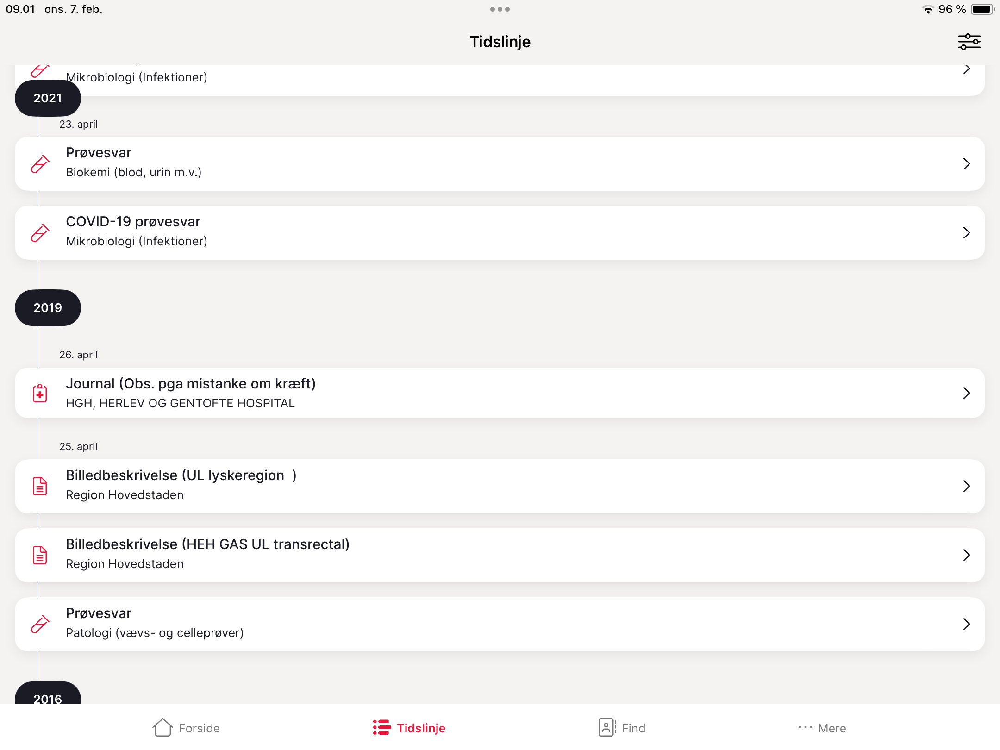 09.01 ons. 7. feb.
96 %
Tidslinje
Mikrobiologi (Infektioner)
2021
23. april
Prøvesvar
Biokemi (blod, urin m.v.)
COVID-19 prøvesvar
Mikrobiologi (Infektioner)
2019
26. april
Journal (Obs. pga mistanke om kræft)
HGH, HERLEV OG GENTOFTE HOSPITAL
25. april
Billedbeskrivelse (UL lyskeregion  )
Region Hovedstaden
Billedbeskrivelse (HEH GAS UL transrectal)
Region Hovedstaden
Prøvesvar
Patologi (vævs- og celleprøver)
2016
Forside
Tidslinje
Find
Mere